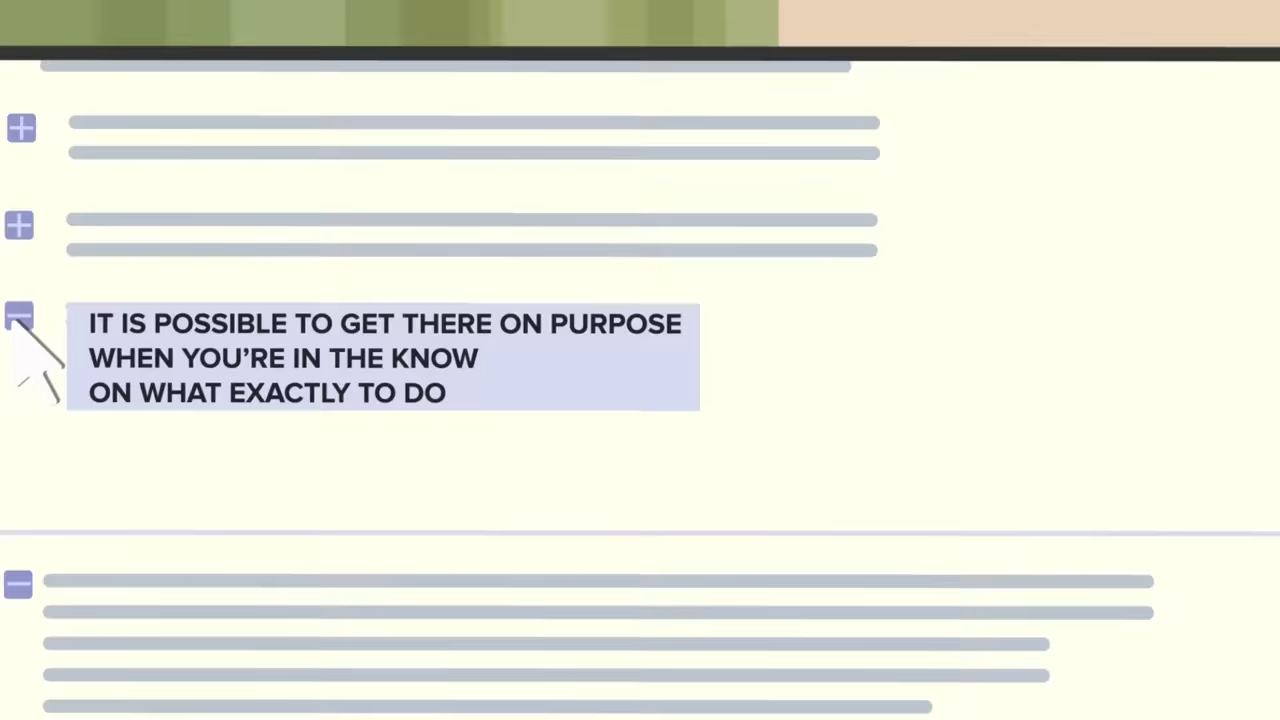 IT IS POSSIBLE TO GET THERE ON PURPOSE
WHEN YOU’RE IN THE KNOW
ON WHAT EXACTLY TO DO